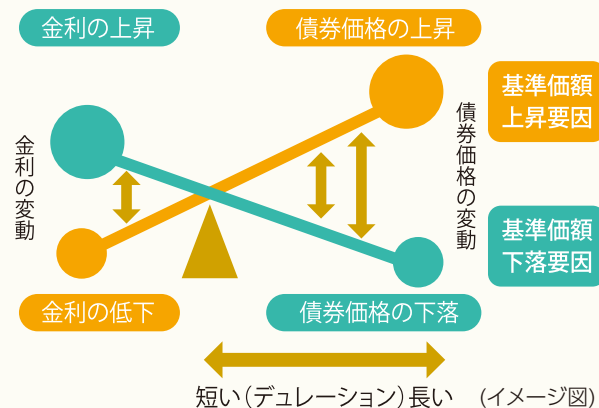 金利の上昇
債券価格の上昇
基準価額
上昇要因
金利の変動
債券価格の変動
基準価額
下落要因
金利の低下
債券価格の下落
短い(デュレーション)長い (イメージ図)